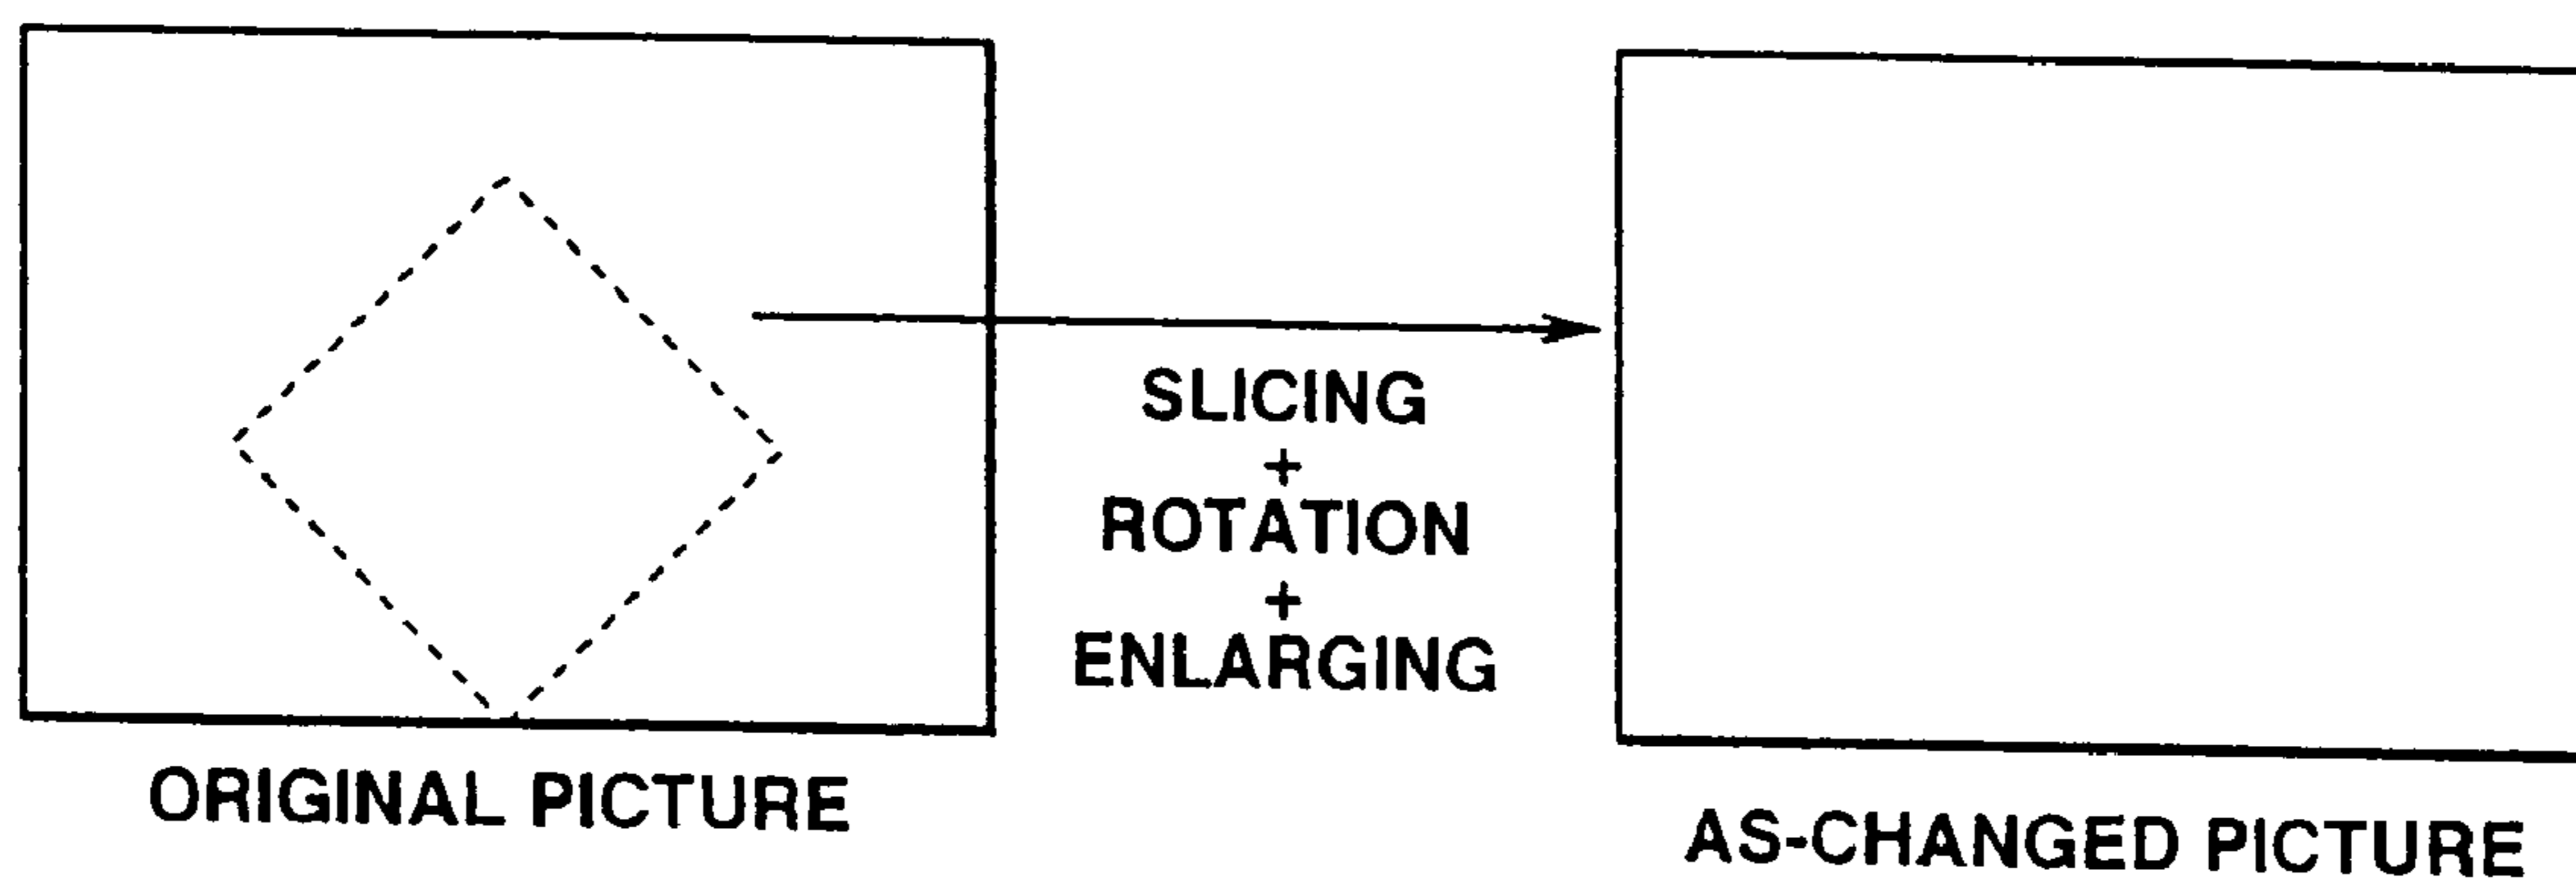 SLICING
+
ROTATION
+
ENLARGING
ORIGINAL PICTURE
AS-CHANGED PICTURE